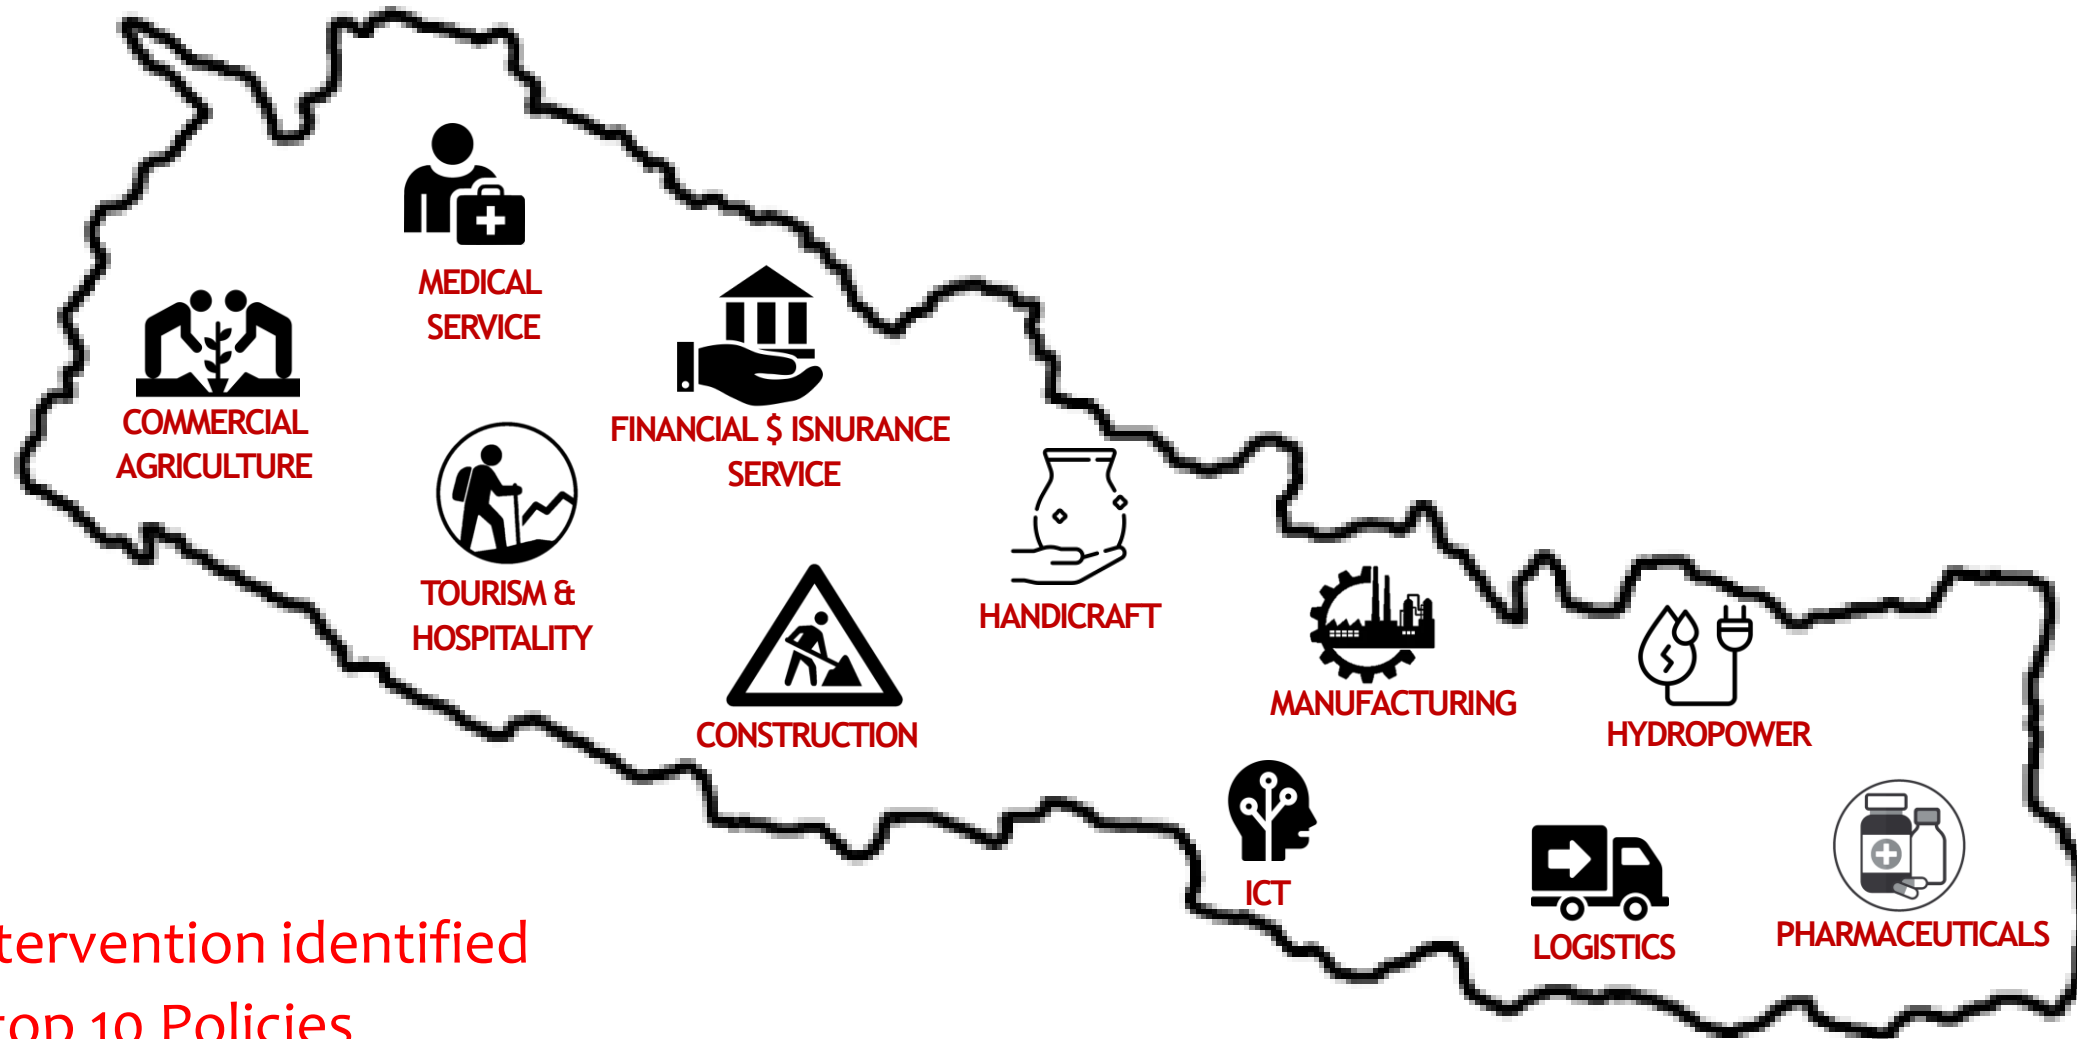 MEDICAL
SERVICE
COMMERCIAL
AGRICULTURE
FINANCIAL $ ISNURANCE
SERVICE
TOURISM &
HOSPITALITY
HANDICRAFT
CONSTRUCTION
MANUFACTURING
HYDROPOWER
ICT
LOGISTICS
PHARMACEUTICALS
tervention identified
top 10 Policies